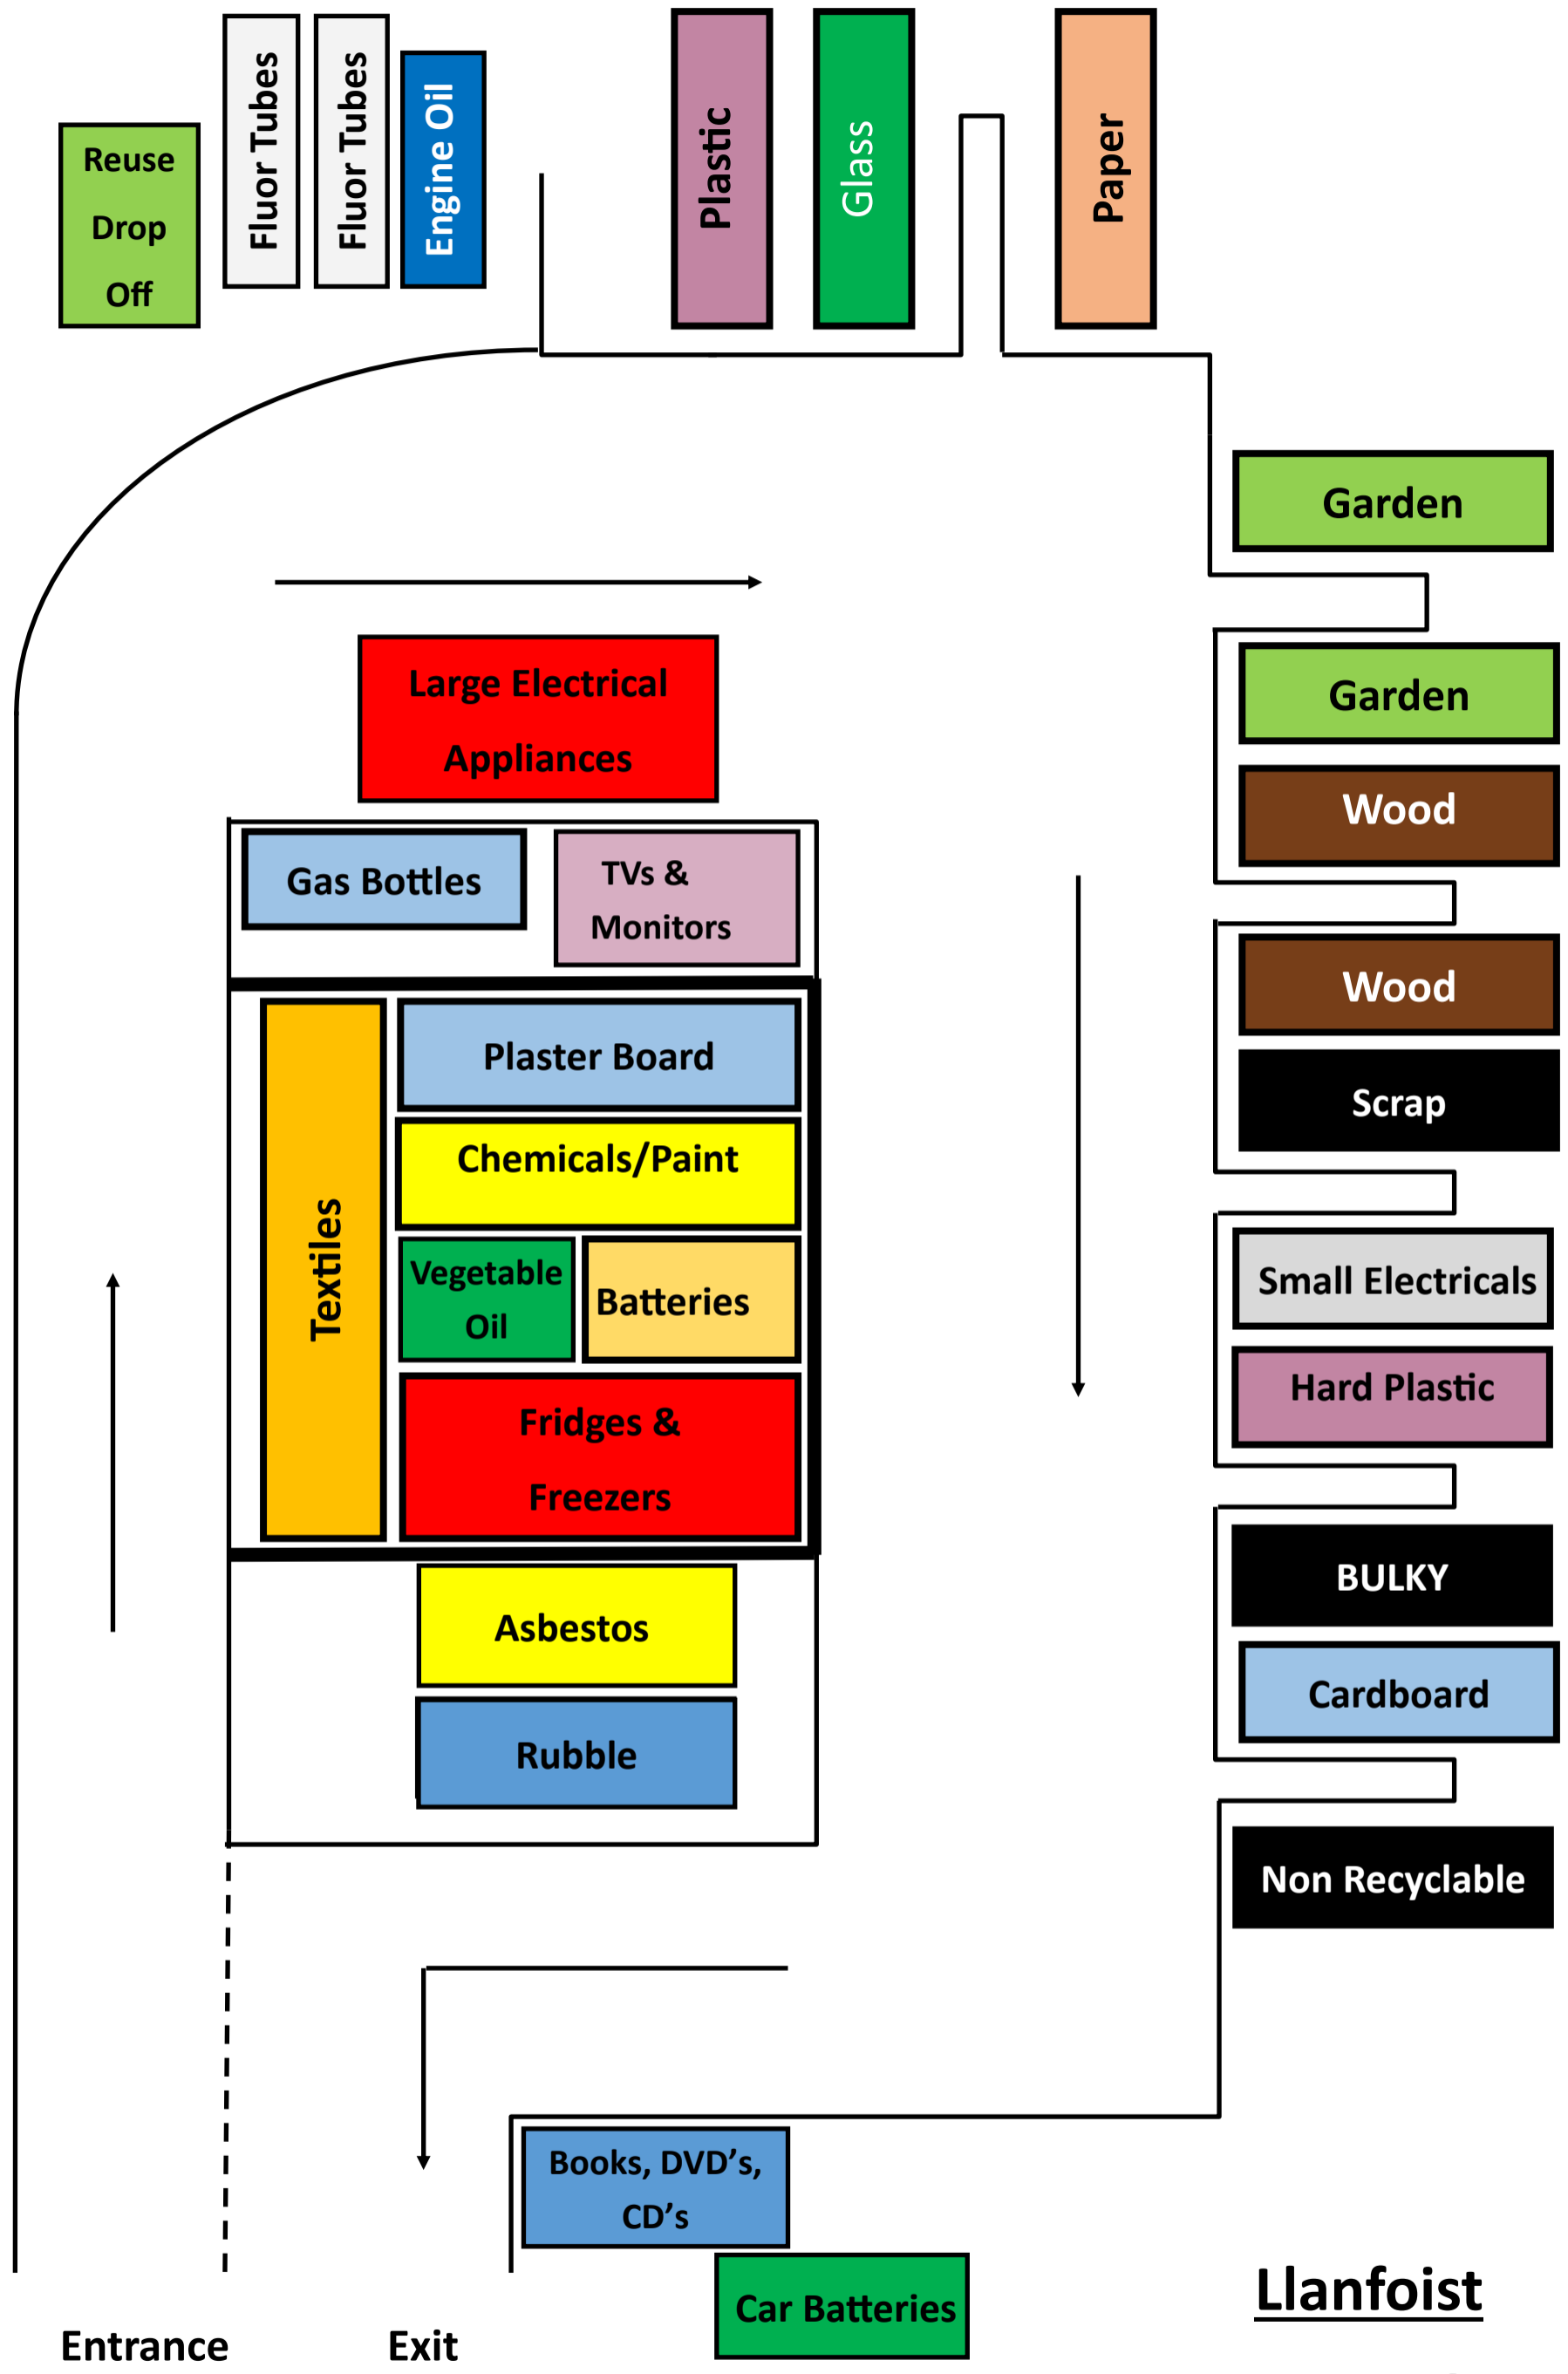 Reuse
Drop
Off
Fluor Tubes
Fluor Tubes
Engine Oil
Plastic
Glass
Paper
Garden
Large Electrical
Appliances
Garden
Wood
Gas Bottles
TVs &
Monitors
Wood
Plaster Board
Scrap
Chemicals/Paint
Textiles
Vegetable
Oil
Batteries
Small Electricals
Hard Plastic
Fridges &
Freezers
BULKY
Asbestos
Cardboard
Rubble
Non Recyclable
Books, DVD’s,
CD’s
Car Batteries
Llanfoist
Entrance
Exit